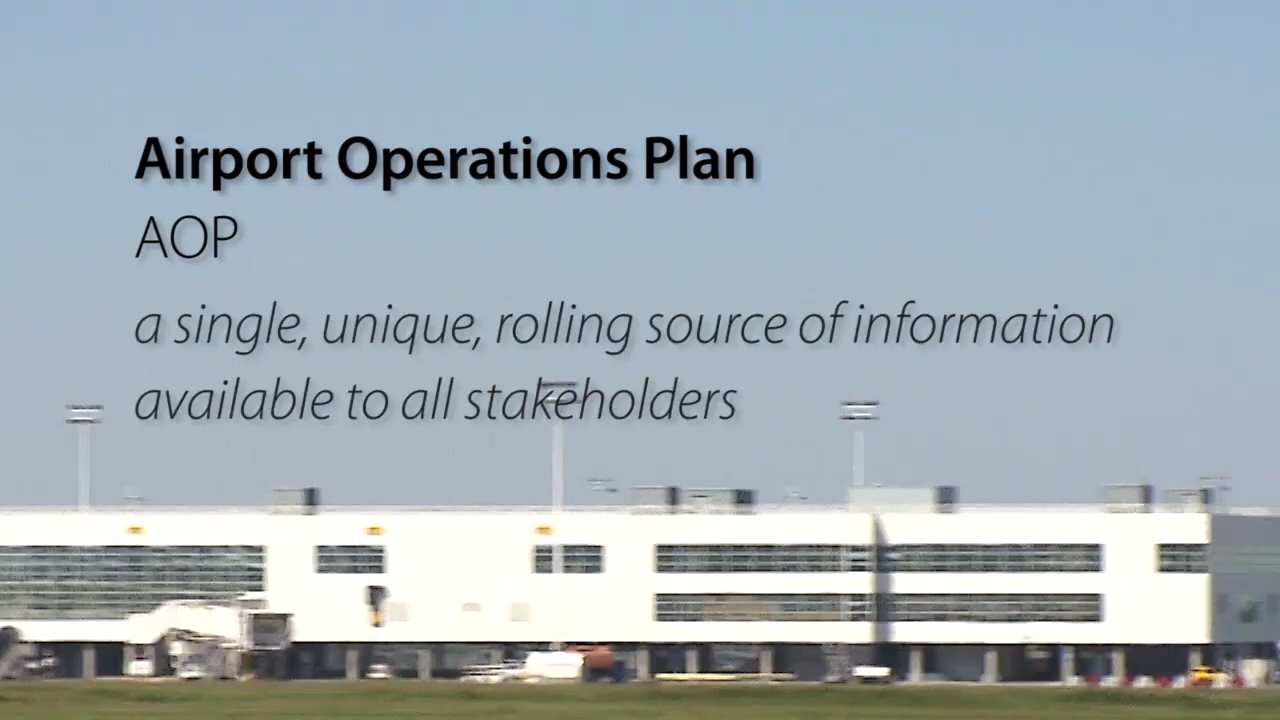 Airport Operations Plan
AOP
a single, unique, rolling source of information
available to all stakeholders